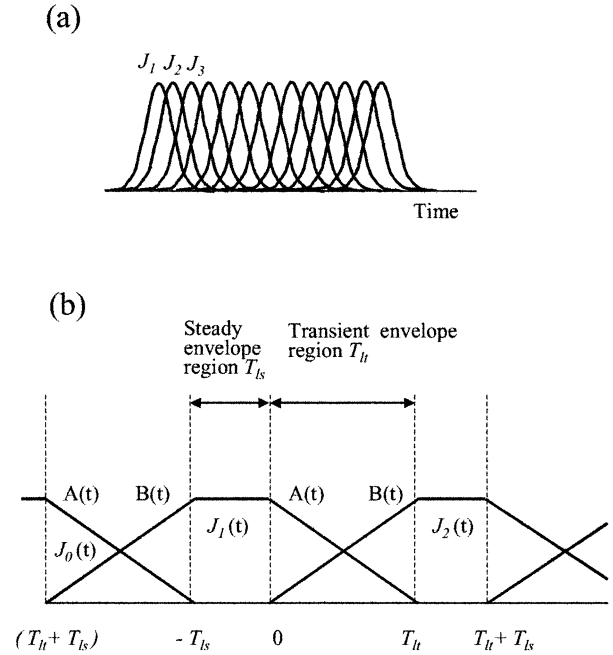 (a)
J1 J2 J3
Time
(b)
Steady
envelope
region Tls
Transient envelope
region Tlt
A(t) B(t) A(t) B(t)
J0(t) J1(t) J2(t)
(Tlt + Tls) - Tls 0 Tlt Tlt + Tls